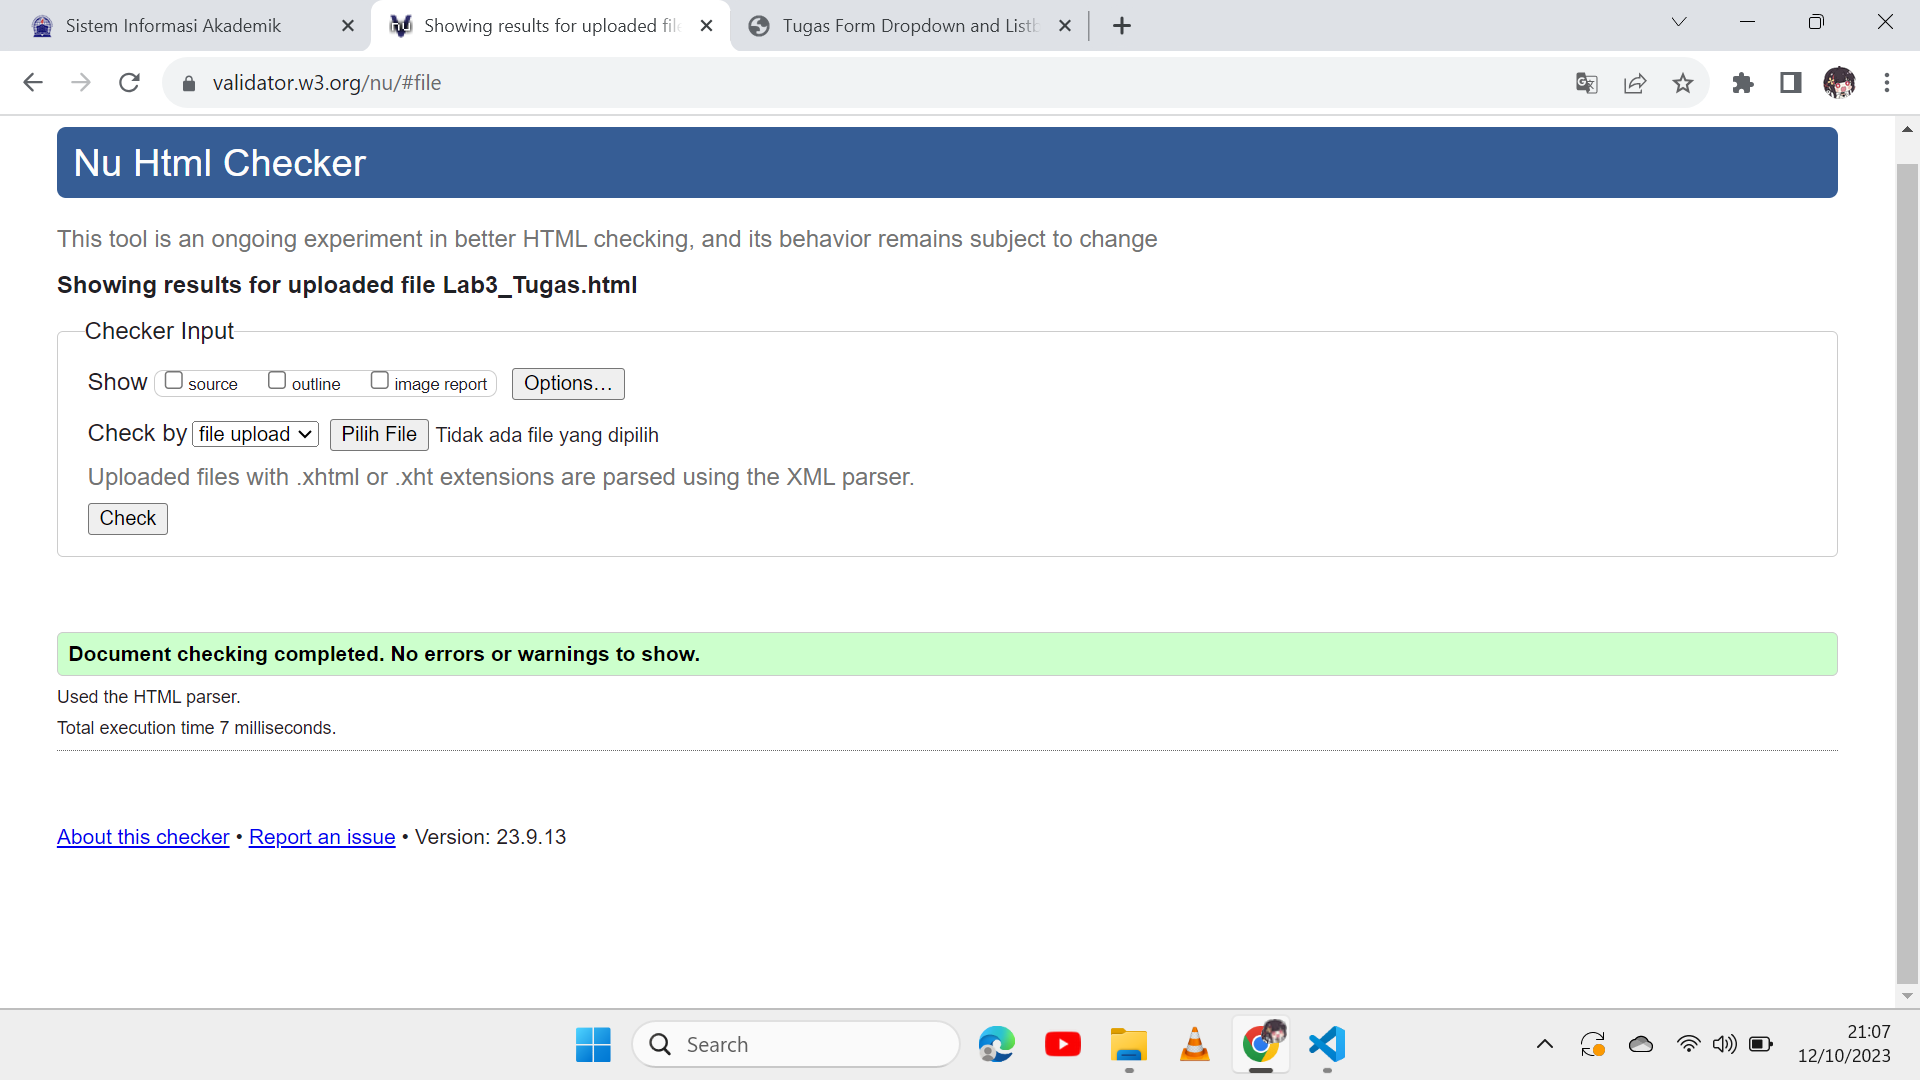 Sistem Informasi Akademik
Showing results for uploaded file
Tugas Form Dropdown and Listb
validator.w3.org/nu/#file
Nu Html Checker
This tool is an ongoing experiment in better HTML checking, and its behavior remains subject to change
Showing results for uploaded file Lab3_Tugas.html
Checker Input
Show source outline image report Options...
Check by file upload Pilih File Tidak ada file yang dipilih
Uploaded files with .xhtml or .xht extensions are parsed using the XML parser.
Check
Document checking completed. No errors or warnings to show.
Used the HTML parser.
Total execution time 7 milliseconds.
About this checker • Report an issue • Version: 23.9.13
Search
21:07
12/10/2023